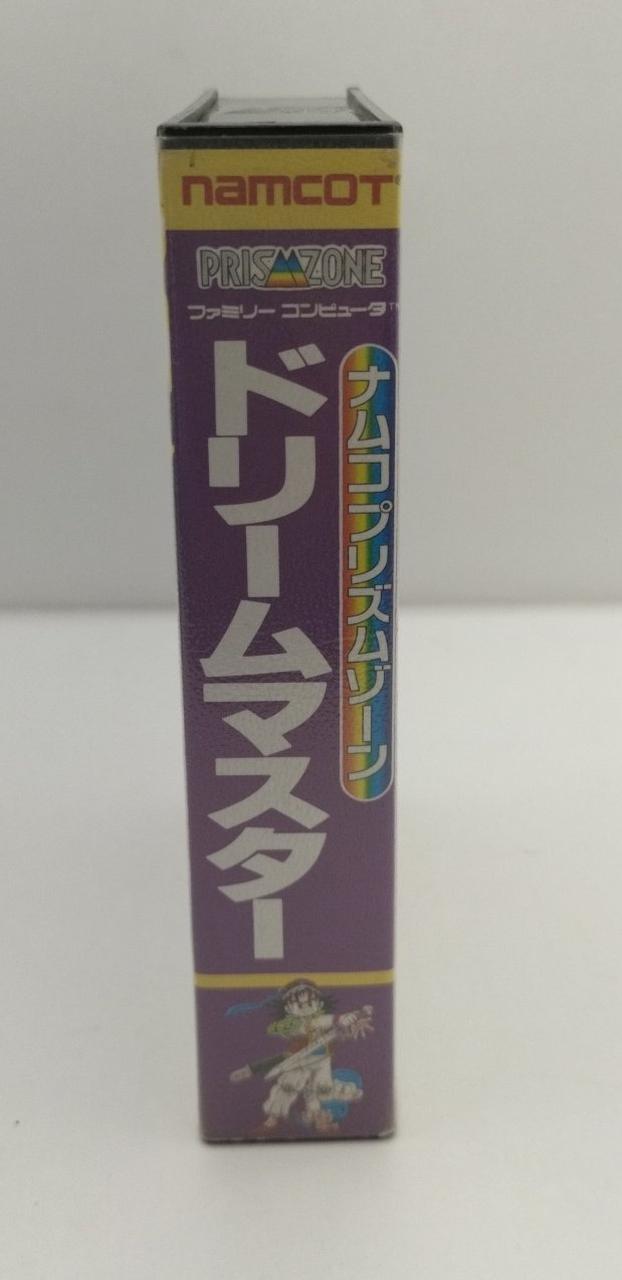 namcot
PRISMZONE
ファミリー コンピュータ™
ナムコプリズムゾーン
ドリームマスター